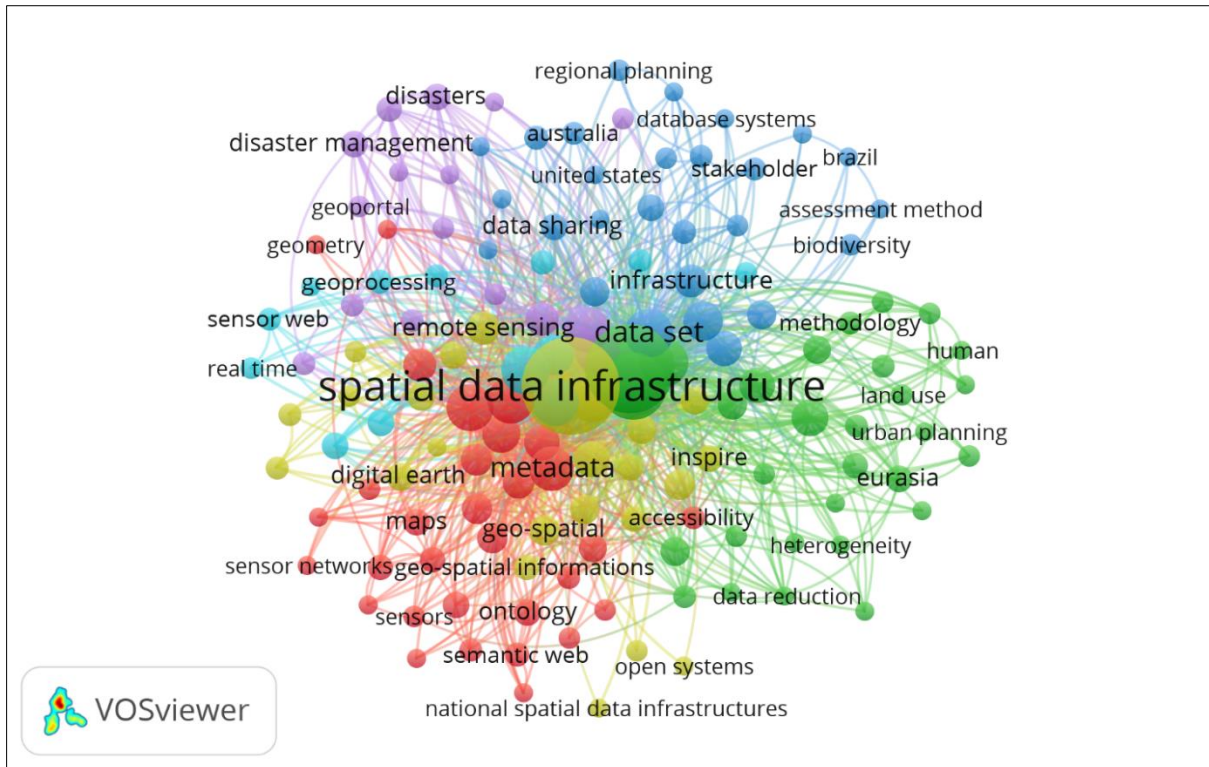 regional planning
disasters
database systems
disaster management
australia
stakeholder
brazil
united states
geoportal
assessment method
data sharing
geometry
biodiversity
geoprocessing
infrastructure
sensor web
remote sensing
data set
methodology
human
real time
spatial data infrastructure
land use
urban planning
metadata
inspire
digital earth
eurasia
maps
geo-spatial
accessibility
heterogeneity
sensor networks
geo-spatial informations
data reduction
sensors
ontology
semantic web
open systems
national spatial data infrastructures
VOSviewer